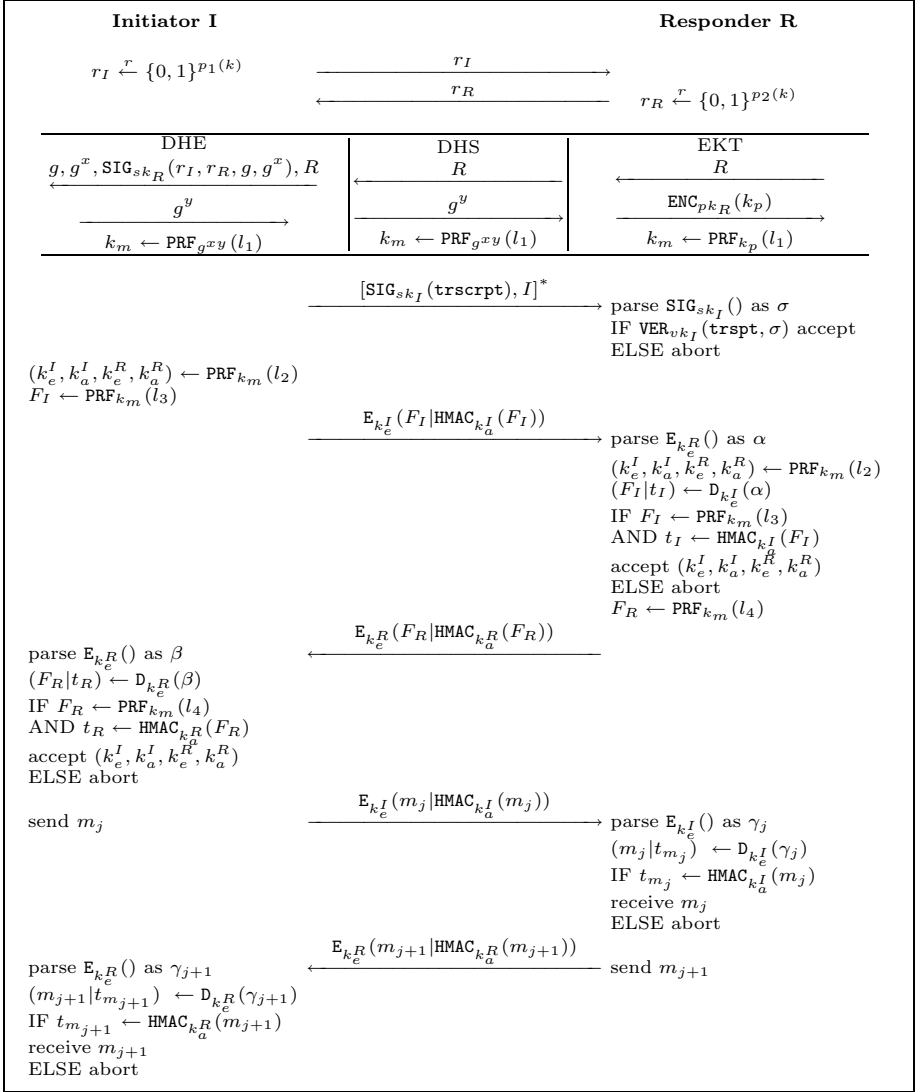 Initiator I Responder R
r_I \xleftarrow{r} {0, 1}^{p_1(k)} r_I
r_R r_R \xleftarrow{r} {0, 1}^{p_2(k)}
DHE DHS EKT
g, g^x, SIG_{sk_R}(r_I, r_R, g, g^x), R R R
g^y g^y ENC_{pk_R}(k_p)
k_m ← PRF_{g^{xy}}(l_1) k_m ← PRF_{g^{xy}}(l_1) k_m ← PRF_{k_p}(l_1)
[SIG_{sk_I}(trscrpt), I]^* parse SIG_{sk_I}() as σ
IF VER_{vk_I}(trspt, σ) accept
ELSE abort
(k_e^I, k_a^I, k_e^R, k_a^R) ← PRF_{k_m}(l_2)
F_I ← PRF_{k_m}(l_3)
E_{k_e^I}(F_I|HMAC_{k_a^I}(F_I)) parse E_{k_e^R}() as α
(k_e^I, k_a^I, k_e^R, k_a^R) ← PRF_{k_m}(l_2)
(F_I|t_I) ← D_{k_e^I}(α)
IF F_I ← PRF_{k_m}(l_3)
AND t_I ← HMAC_{k_a^I}(F_I)
accept (k_e^I, k_a^I, k_e^R, k_a^R)
ELSE abort
F_R ← PRF_{k_m}(l_4)
E_{k_e^R}(F_R|HMAC_{k_a^R}(F_R))
parse E_{k_e^R}() as β
(F_R|t_R) ← D_{k_e^R}(β)
IF F_R ← PRF_{k_m}(l_4)
AND t_R ← HMAC_{k_a^R}(F_R)
accept (k_e^I, k_a^I, k_e^R, k_a^R)
ELSE abort
send m_j E_{k_e^I}(m_j|HMAC_{k_a^I}(m_j)) parse E_{k_e^I}() as γ_j
(m_j|t_{m_j}) ← D_{k_e^I}(γ_j)
IF t_{m_j} ← HMAC_{k_a^I}(m_j)
receive m_j
ELSE abort
E_{k_e^R}(m_{j+1}|HMAC_{k_a^R}(m_{j+1}))
parse E_{k_e^R}() as γ_{j+1} send m_{j+1}
(m_{j+1}|t_{m_{j+1}}) ← D_{k_e^R}(γ_{j+1})
IF t_{m_{j+1}} ← HMAC_{k_a^R}(m_{j+1})
receive m_{j+1}
ELSE abort